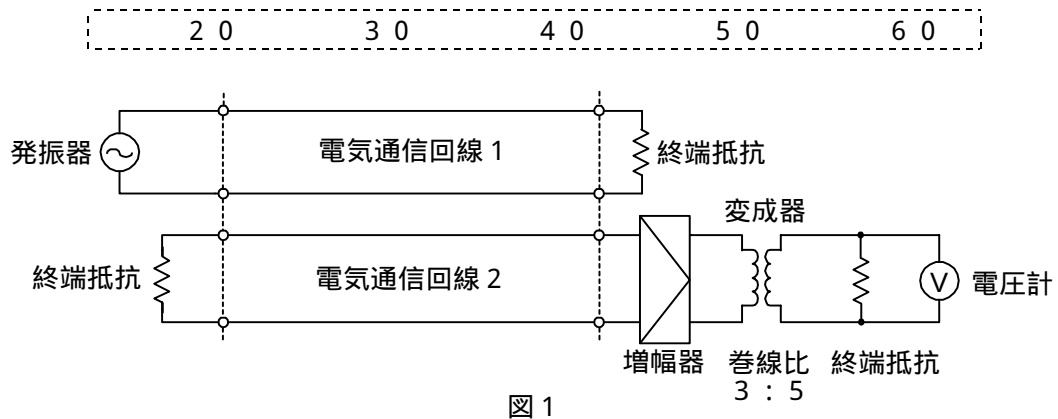 20 30 40 50 60
電気通信回線1
発振器
終端抵抗
変成器
終端抵抗
電気通信回線2
V
電圧計
増幅器
巻線比
3:5
終端抵抗
図1